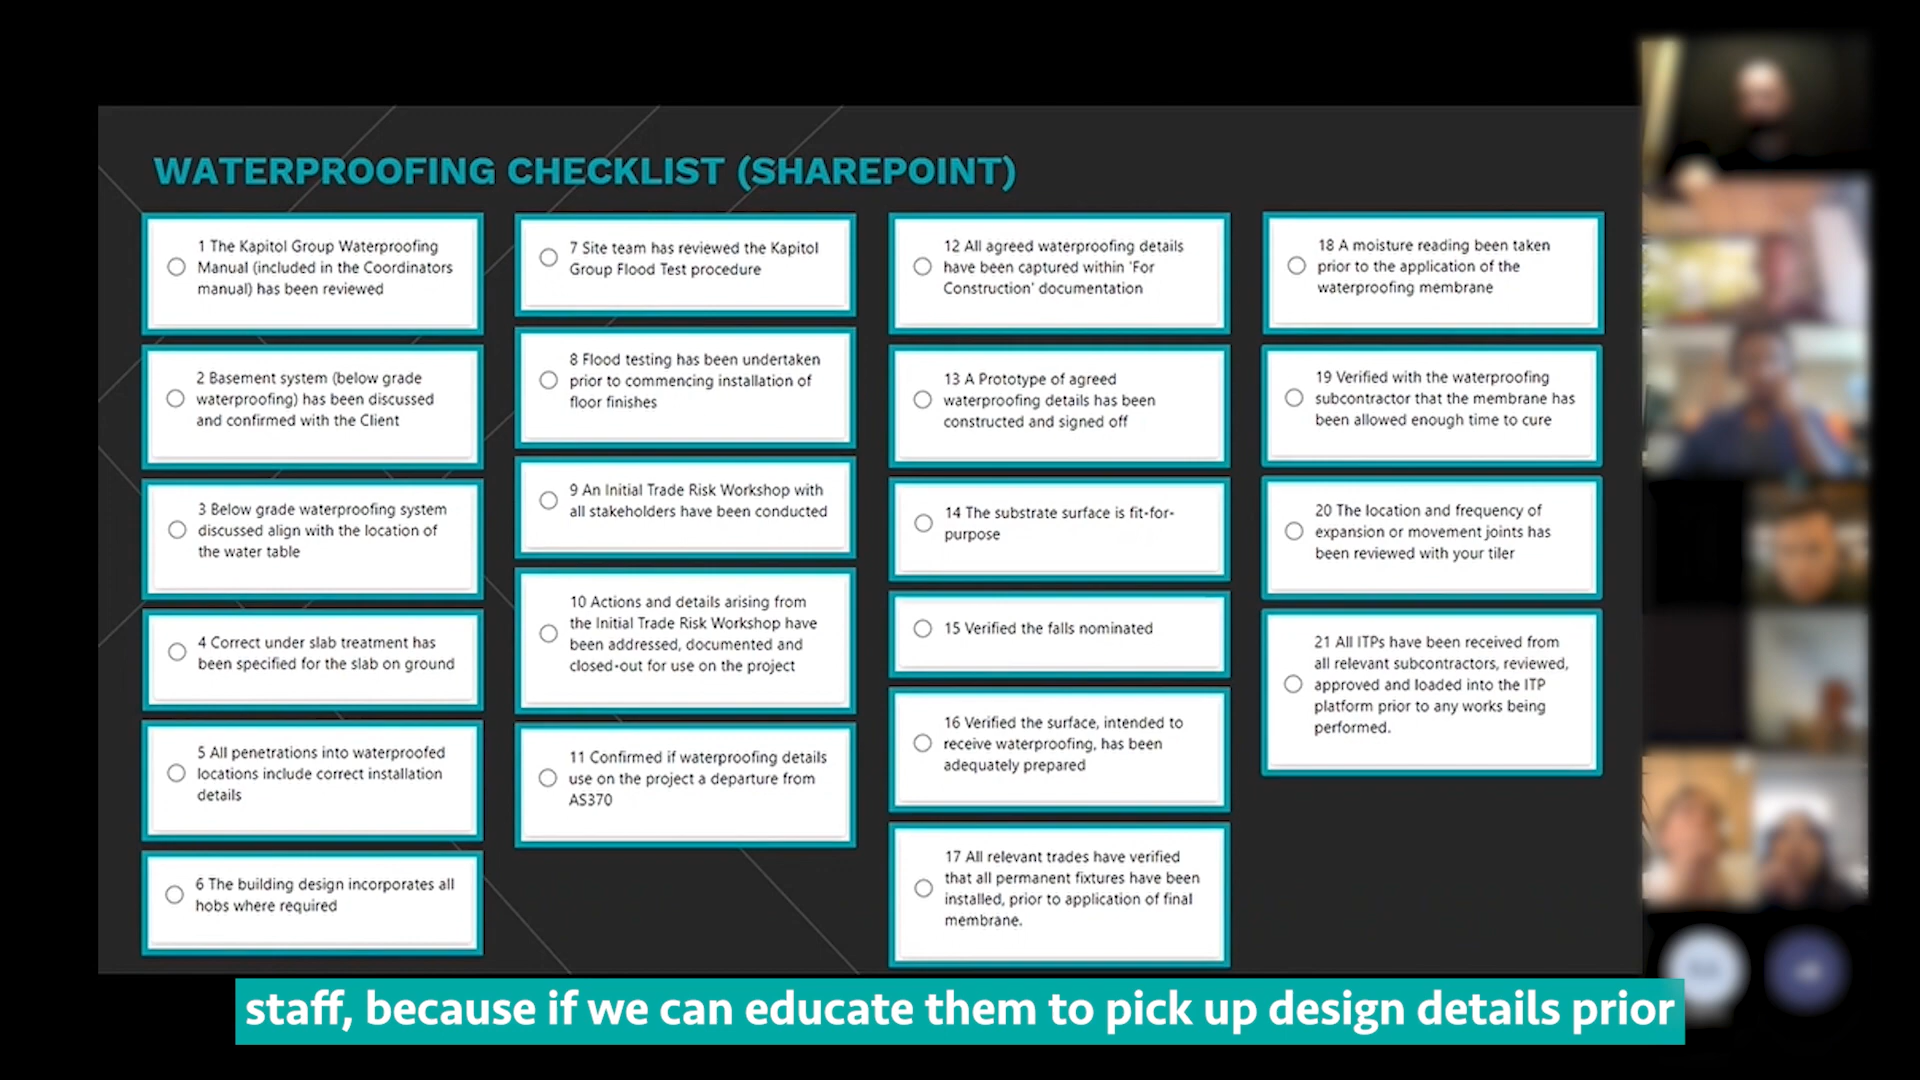 WATERPROOFING CHECKLIST (SHAREPOINT)
1 The Kapitol Group Waterproofing
Manual (included in the Coordinators
manual) has been reviewed
2 Basement system (below grade
waterproofing) has been discussed
and confirmed with the Client
3 Below grade waterproofing system
discussed align with the location of
the water table
4 Correct under slab treatment has
been specified for the slab on ground
5 All penetrations into waterproofed
locations include correct installation
details
6 The building design incorporates all
hobs where required
7 Site team has reviewed the Kapitol
Group Flood Test procedure
8 Flood testing has been undertaken
prior to commencing installation of
floor finishes
9 An Initial Trade Risk Workshop with
all stakeholders have been conducted
10 Actions and details arising from
the Initial Trade Risk Workshop have
been addressed, documented and
closed-out for use on the project
11 Confirmed if waterproofing details
use on the project a departure from
AS370
12 All agreed waterproofing details
have been captured within 'For
Construction' documentation
13 A Prototype of agreed
waterproofing details has been
constructed and signed off
14 The substrate surface is fit-for-
purpose
15 Verified the falls nominated
16 Verified the surface, intended to
receive waterproofing, has been
adequately prepared
17 All relevant trades have verified
that all permanent fixtures have been
installed, prior to application of final
membrane.
18 A moisture reading been taken
prior to the application of the
waterproofing membrane
19 Verified with the waterproofing
subcontractor that the membrane has
been allowed enough time to cure
20 The location and frequency of
expansion or movement joints has
been reviewed with your tiler
21 All ITPs have been received from
all relevant subcontractors, reviewed,
approved and loaded into the ITP
platform prior to any works being
performed.
staff, because if we can educate them to pick up design details prior